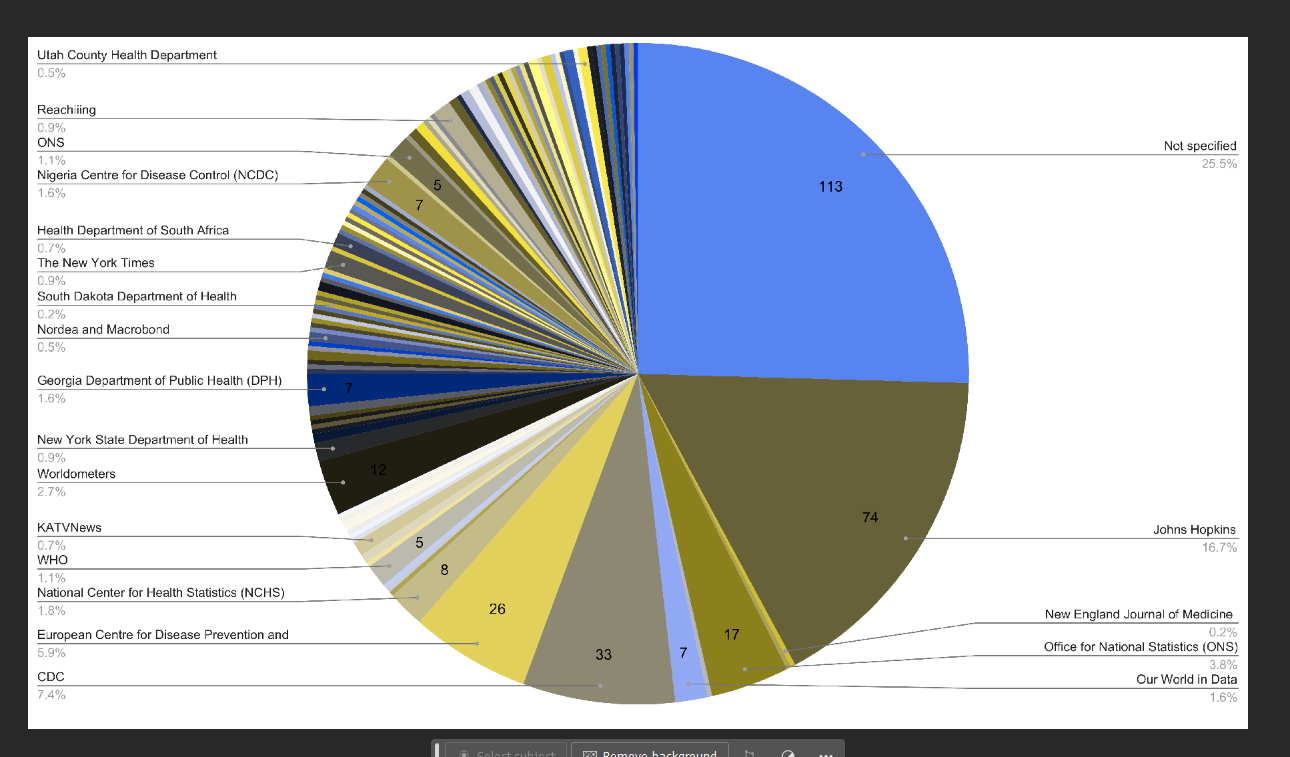 Utah County Health Department
0.5%
Reachiing
0.9%
ONS
1.1%
Nigeria Centre for Disease Control (NCDC)
1.6%
Health Department of South Africa
0.7%
The New York Times
0.9%
South Dakota Department of Health
0.2%
Nordea and Macrobond
0.5%
Georgia Department of Public Health (DPH)
1.6%
New York State Department of Health
0.9%
Worldometers
2.7%
KATVNews
0.7%
WHO
1.1%
National Center for Health Statistics (NCHS)
1.8%
European Centre for Disease Prevention and
5.9%
CDC
7.4%
5
7
7
12
5
8
26
33
7
17
74
113
Not specified
25.5%
Johns Hopkins
16.7%
New England Journal of Medicine
0.2%
Office for National Statistics (ONS)
3.8%
Our World in Data
1.6%
Select subject
Remove background